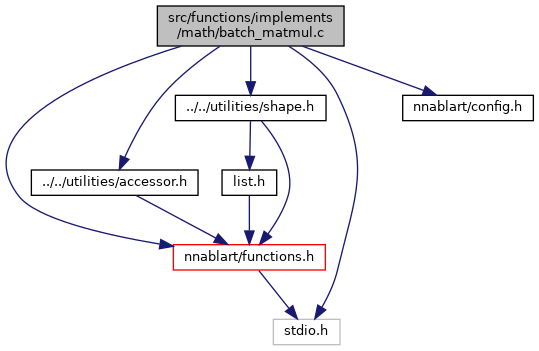 src/functions/implements
/math/batch_matmul.c
../../utilities/shape.h
nnablart/config.h
../../utilities/accessor.h
list.h
nnablart/functions.h
stdio.h